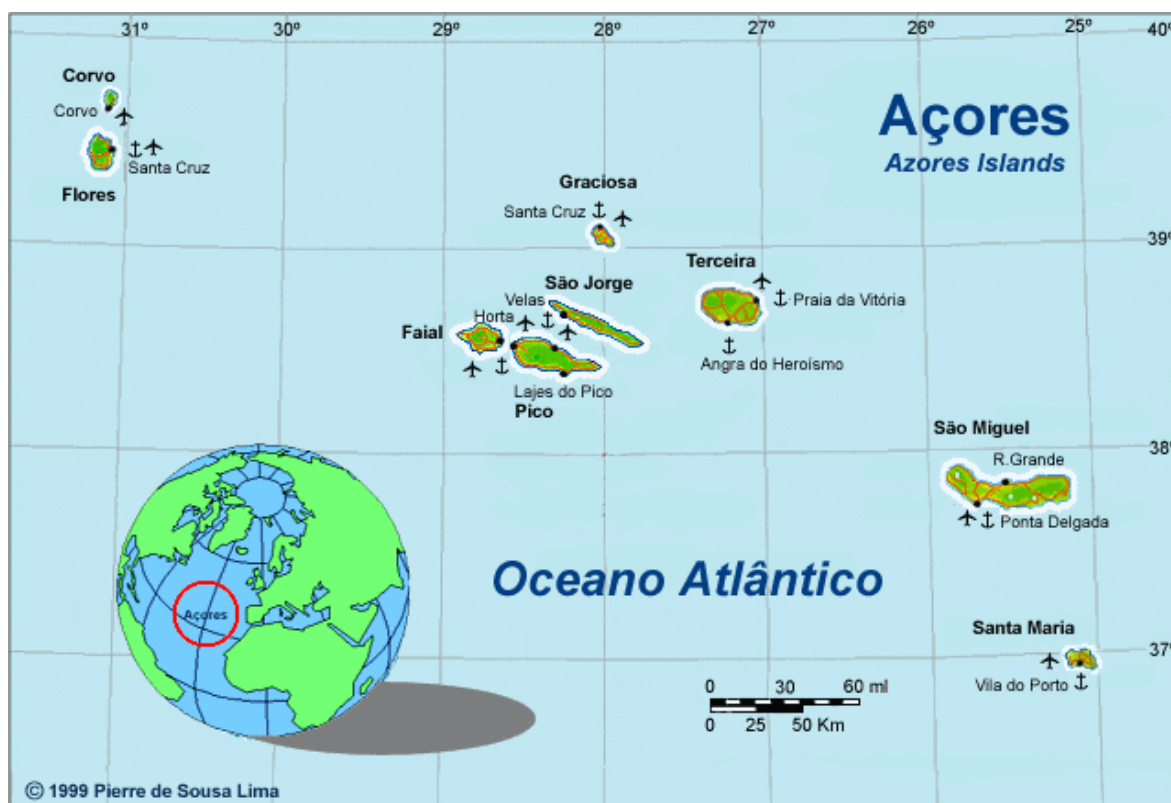 31º 30º 29º 28º 27º 26º 25º 40º
Corvo
Corvo
Santa Cruz
Flores
Açores
Azores Islands
Graciosa
Santa Cruz
39º
Terceira
Praia da Vitória
Angra do Heroísmo
São Jorge
Velas
Horta
Faial
Lajes do Pico
Pico
38º
São Miguel
R.Grande
Ponta Delgada
Oceano Atlântico
Açores
Santa Maria
37º
Vila do Porto
0 30 60 ml
0 25 50 Km
© 1999 Pierre de Sousa Lima